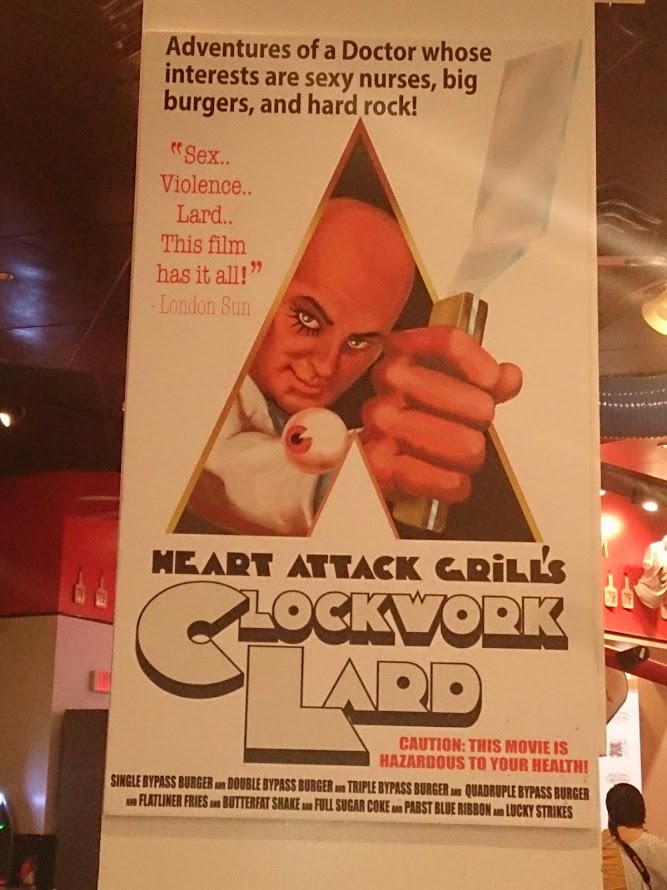 Adventures of a Doctor whose
interests are sexy nurses, big
burgers, and hard rock!
"Sex..
Violence..
Lard..
This film
has it all!"
- London Sun
HEART ATTACK GRiLL'S
CLOCKWORK
LARD
CAUTION: THIS MOVIE IS
HAZARDOUS TO YOUR HEALTH!
SINGLE BYPASS BURGER AND DOUBLE BYPASS BURGER AND TRIPLE BYPASS BURGER AND QUADRUPLE BYPASS BURGER
AND FLATLINER FRIES AND BUTTERFAT SHAKE AND FULL SUGAR COKE AND PABST BLUE RIBBON AND LUCKY STRIKES